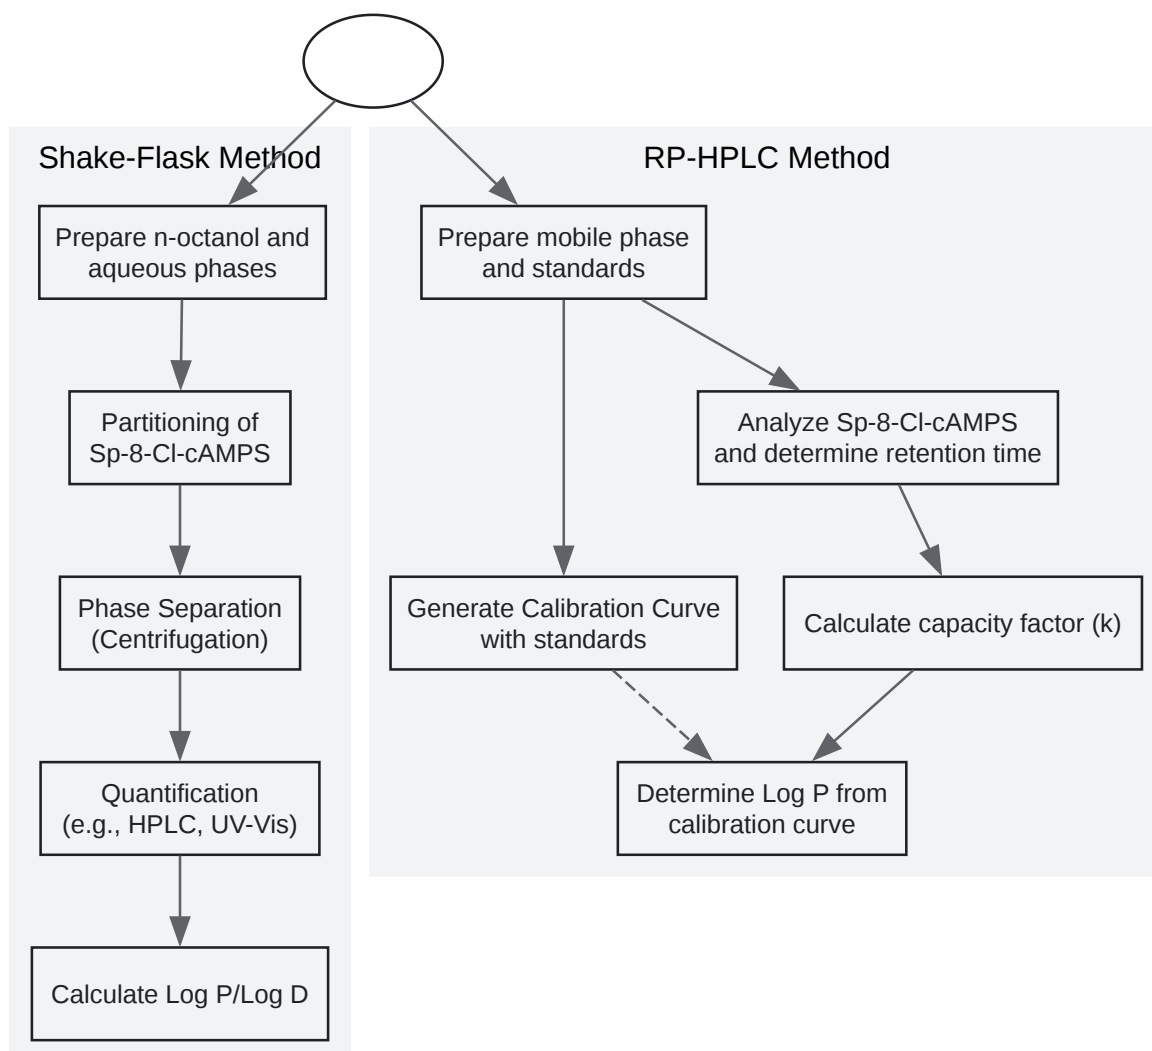 Shake-Flask Method
Prepare n-octanol and
aqueous phases
Partitioning of
Sp-8-Cl-cAMPS
Phase Separation
(Centrifugation)
Quantification
(e.g., HPLC, UV-Vis)
Calculate Log P/Log D
RP-HPLC Method
Prepare mobile phase
and standards
Analyze Sp-8-Cl-cAMPS
and determine retention time
Generate Calibration Curve
with standards
Calculate capacity factor (k)
Determine Log P from
calibration curve